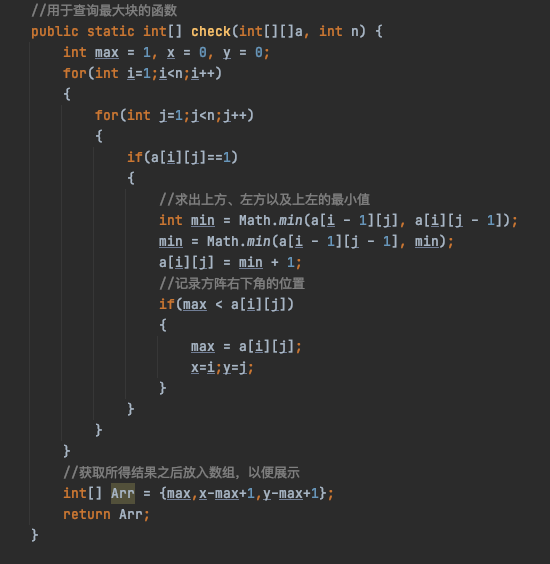 //用于查询最大块的函数
public static int[] check(int[][]a, int n) {
    int max = 1, x = 0, y = 0;
    for(int i=1;i<n;i++)
    {
        for(int j=1;j<n;j++)
        {
            if(a[i][j]==1)
            {
                //求出上方、左方以及上左的最小值
                int min = Math.min(a[i - 1][j], a[i][j - 1]);
                min = Math.min(a[i - 1][j - 1], min);
                a[i][j] = min + 1;
                //记录方阵右下角的位置
                if(max < a[i][j])
                {
                    max = a[i][j];
                    x=i;y=j;
                }
            }
        }
    }
    //获取所得结果之后放入数组，以便展示
    int[] Arr = {max,x-max+1,y-max+1};
    return Arr;
}